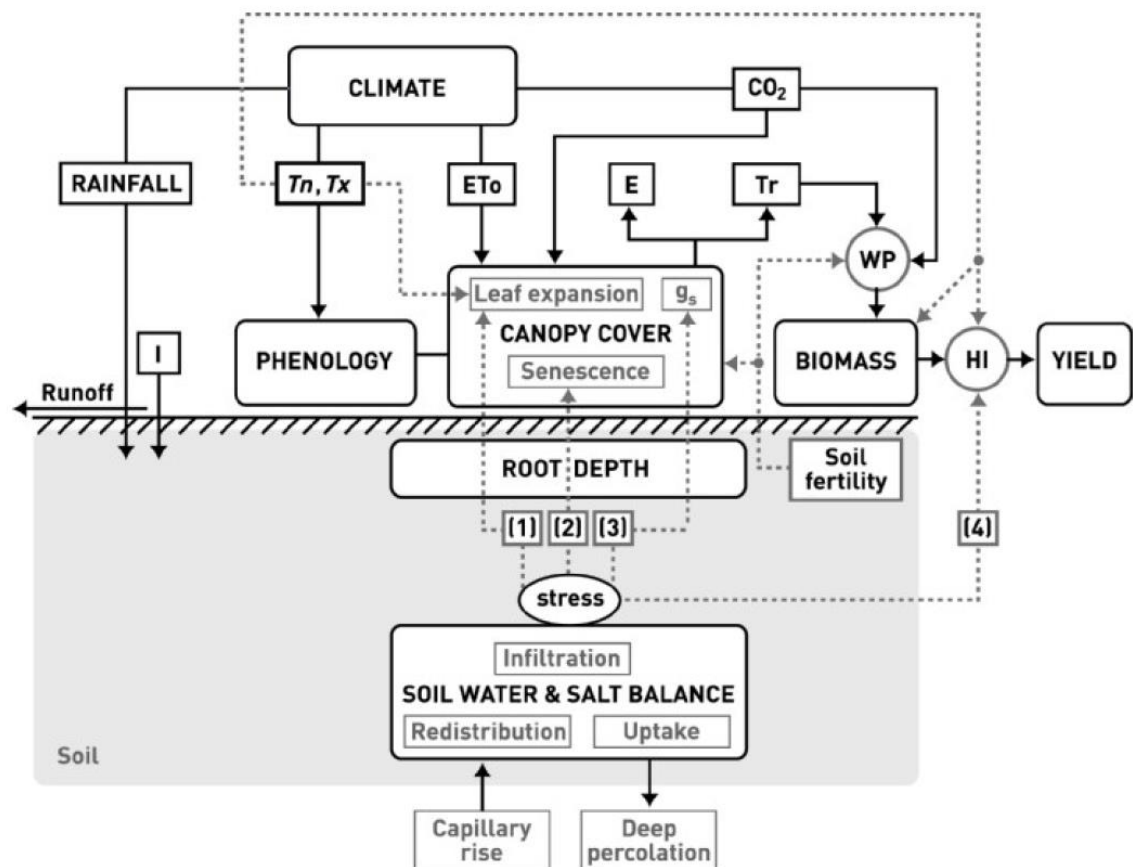 CLIMATE
CO₂
RAINFALL
Tn, Tx
ETo
E
Tr
WP
Leaf expansion
gs
CANOPY COVER
Senescence
PHENOLOGY
I
BIOMASS
HI
YIELD
Runoff
ROOT DEPTH
Soil
fertility
(1)
(2)
(3)
(4)
stress
Infiltration
SOIL WATER & SALT BALANCE
Redistribution
Uptake
Soil
Capillary
rise
Deep
percolation